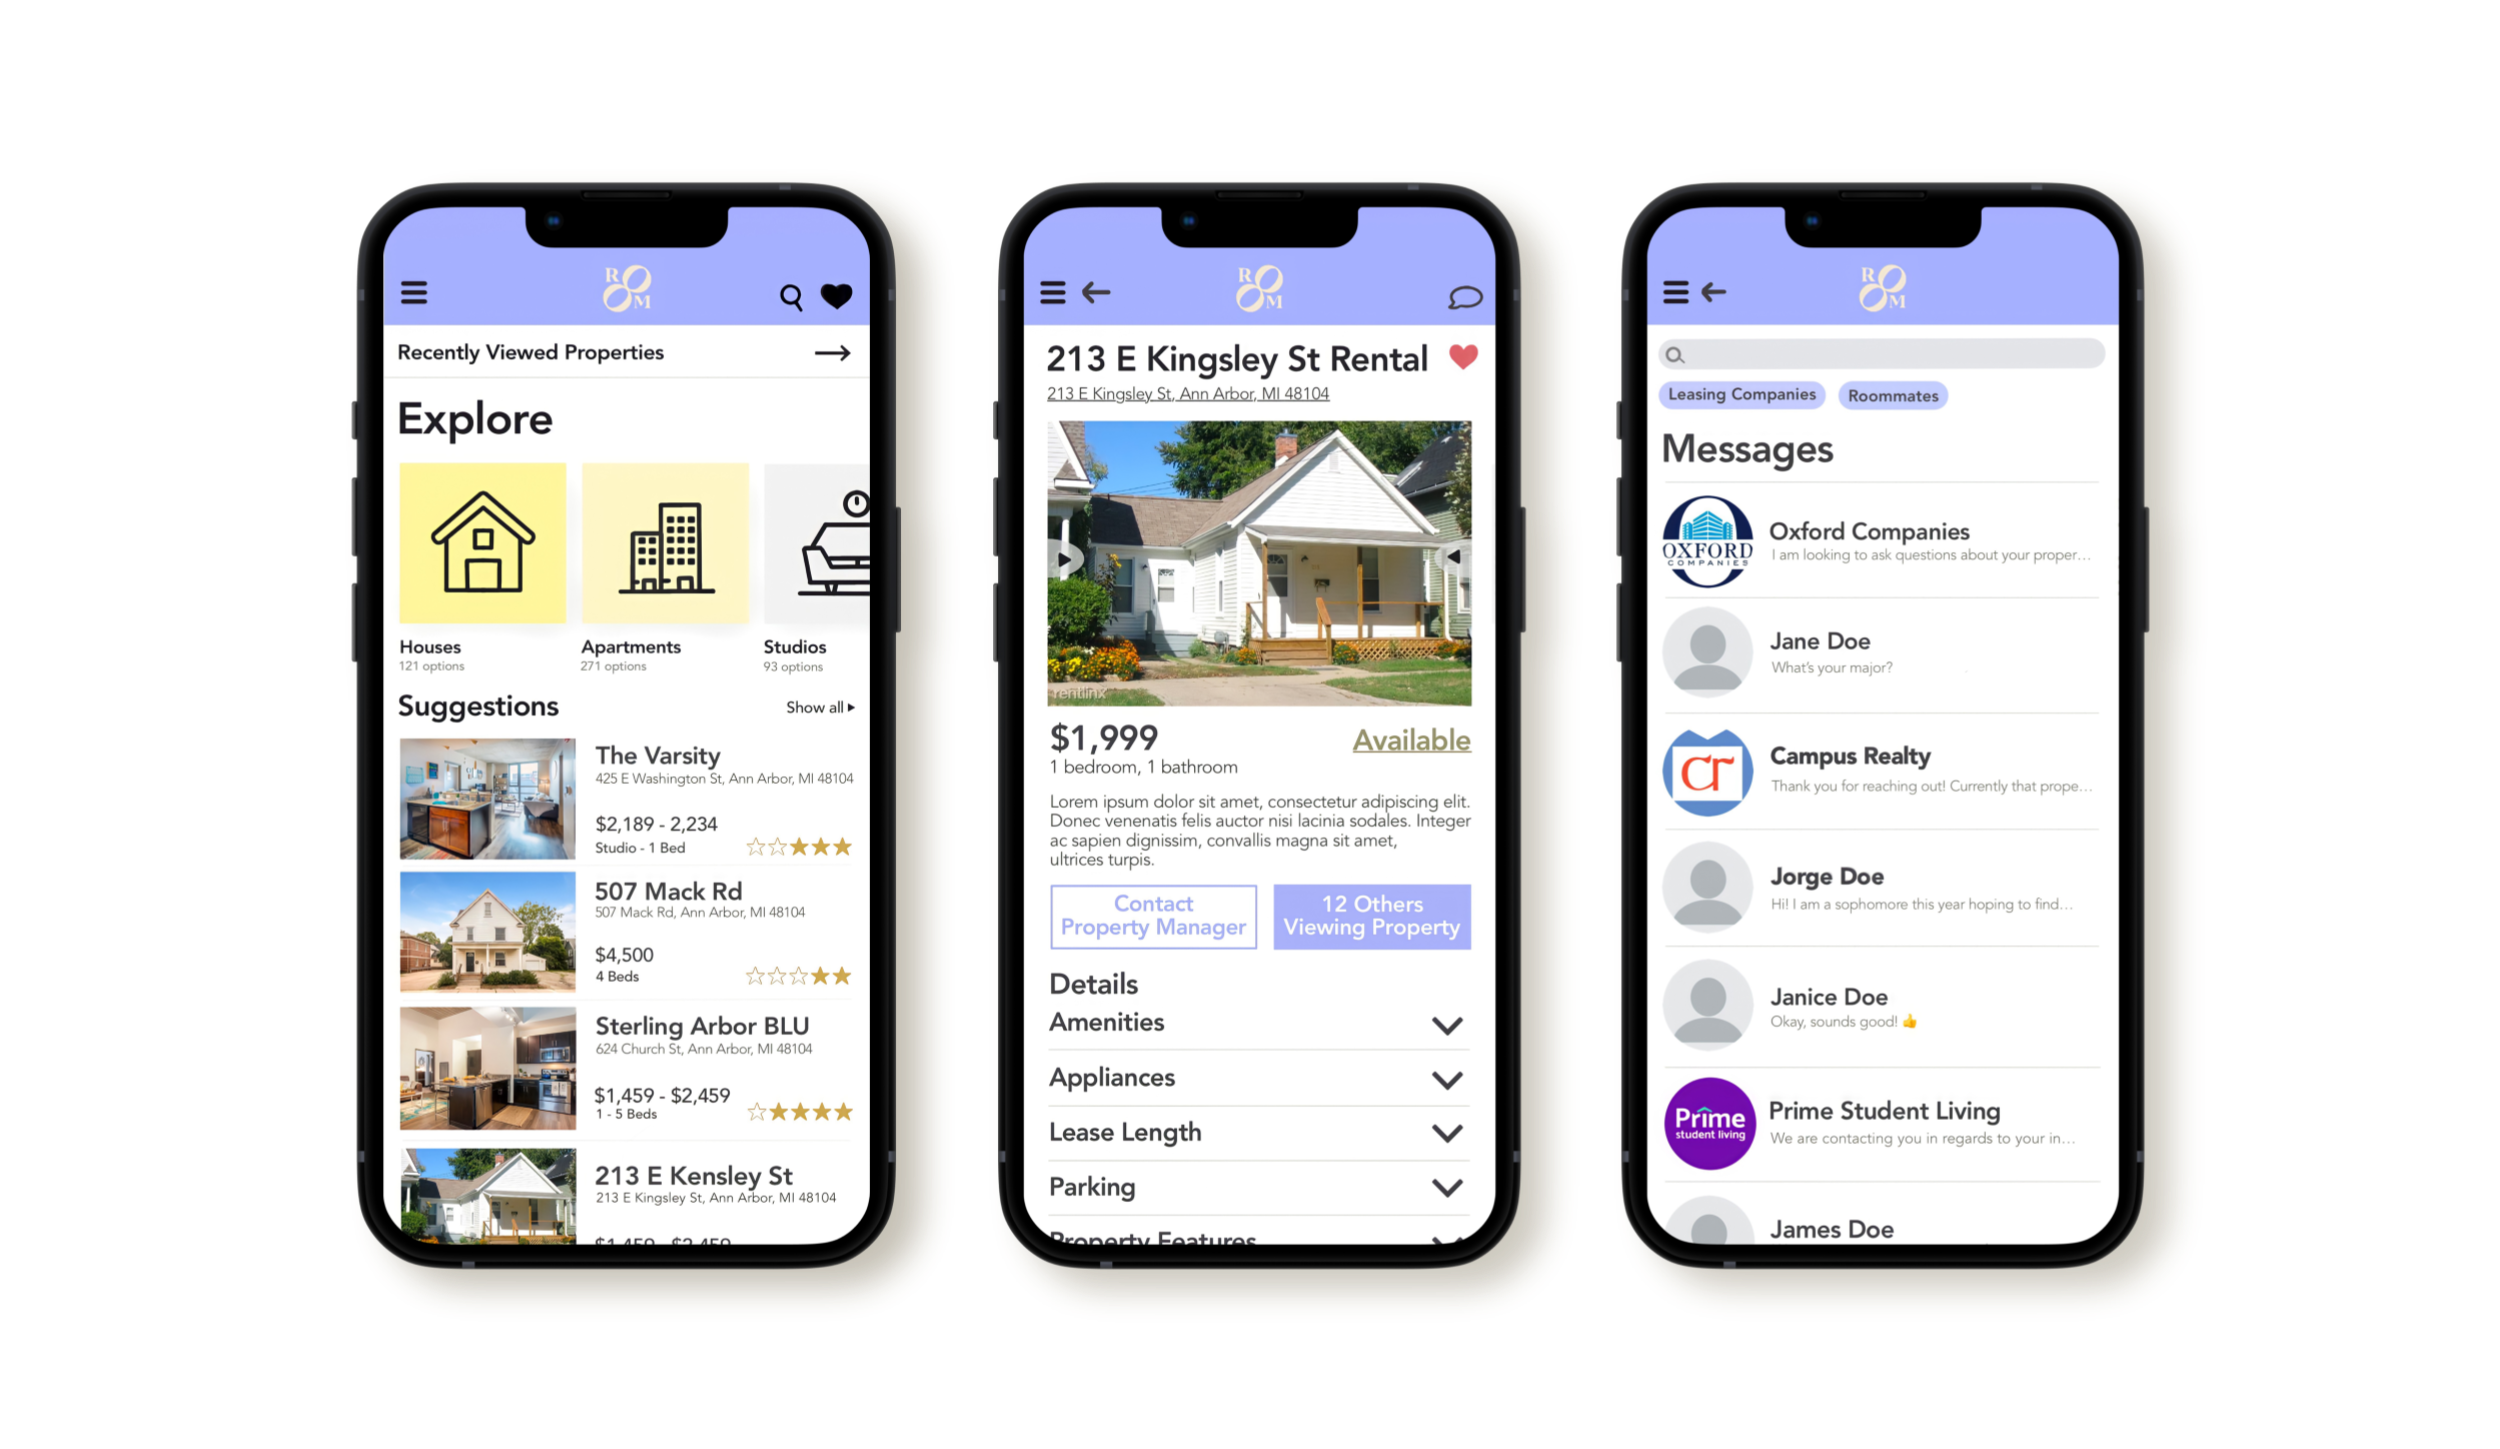 R
M
Recently Viewed Properties
Explore
Houses
121 options
Apartments
271 options
Studios
93 options
Suggestions
Show all
The Varsity
425 E Washington St, Ann Arbor, MI 48104
$2,189 - 2,234
Studio - 1 Bed
507 Mack Rd
507 Mack Rd, Ann Arbor, MI 48104
$4,500
4 Beds
Sterling Arbor BLU
624 Church St, Ann Arbor, MI 48104
$1,459 - $2,459
1 - 5 Beds
213 E Kensley St
213 E Kingsley St, Ann Arbor, MI 48104
$1,459 - $2,459
R
M
213 E Kingsley St Rental
213 E Kingsley St, Ann Arbor, MI 48104
rentlinx
$1,999
Available
1 bedroom, 1 bathroom
Lorem ipsum dolor sit amet, consectetur adipiscing elit.
Donec venenatis felis auctor nisi lacinia sodales. Integer
ac sapien dignissim, convallis magna sit amet,
ultrices turpis.
Contact
Property Manager
12 Others
Viewing Property
Details
Amenities
Appliances
Lease Length
Parking
Property Features
R
M
Leasing Companies
Roommates
Messages
OXFORD
COMPANIES
Oxford Companies
I am looking to ask questions about your proper...
Jane Doe
What's your major?
cr
Campus Realty
Thank you for reaching out! Currently that prope...
Jorge Doe
Hi! I am a sophomore this year hoping to find...
Janice Doe
Okay, sounds good! 👍
Prime
student living
Prime Student Living
We are contacting you in regards to your in...
James Doe